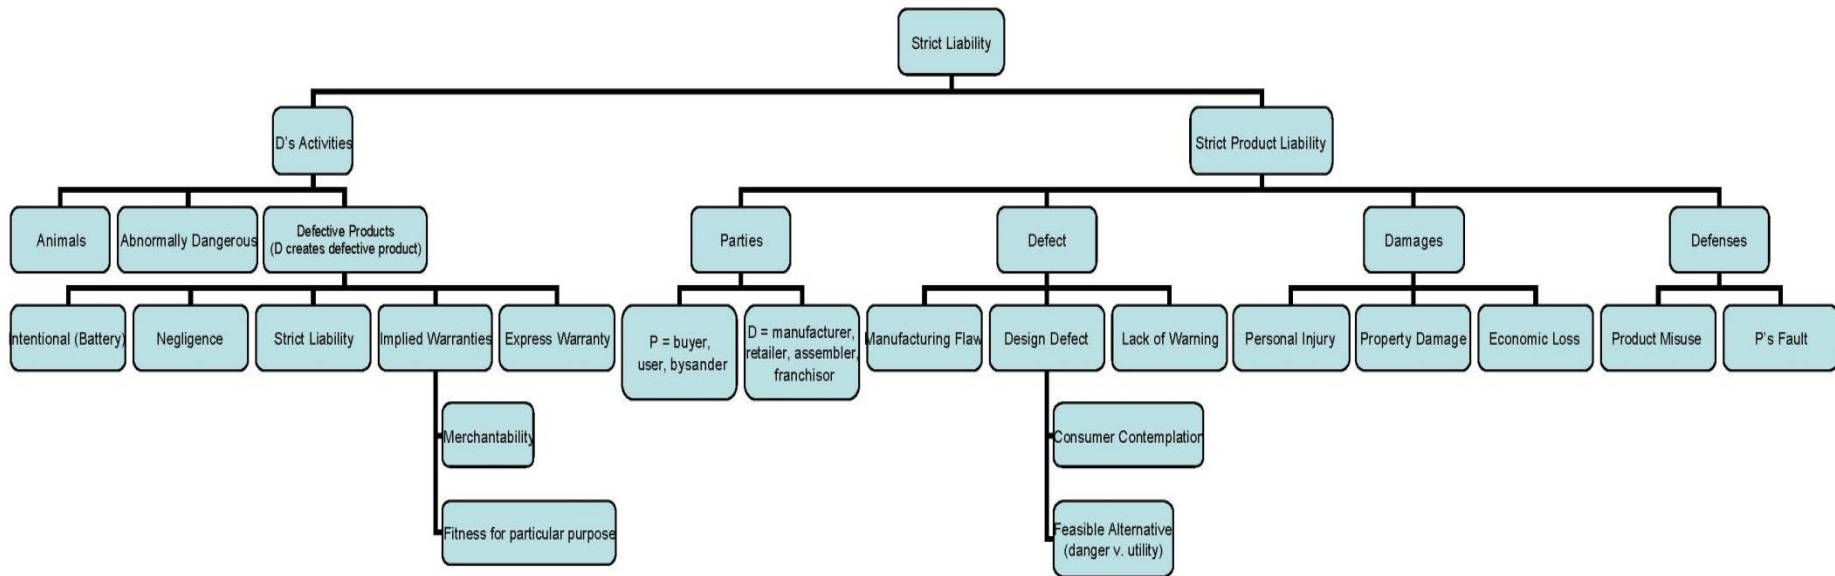 Strict Liability
D's Activities
Strict Product Liability
Animals
Abnormally Dangerous
Defective Products
(D creates defective product)
Parties
Defect
Damages
Defenses
Intentional (Battery)
Negligence
Strict Liability
Implied Warranties
Express Warranty
P = buyer,
user, bysander
D = manufacturer,
retailer, assembler,
franchisor
Manufacturing Flaw
Design Defect
Lack of Warning
Personal Injury
Property Damage
Economic Loss
Product Misuse
P's Fault
Merchantability
Consumer Contemplation
Fitness for particular purpose
Feasible Alternative
(danger v. utility)